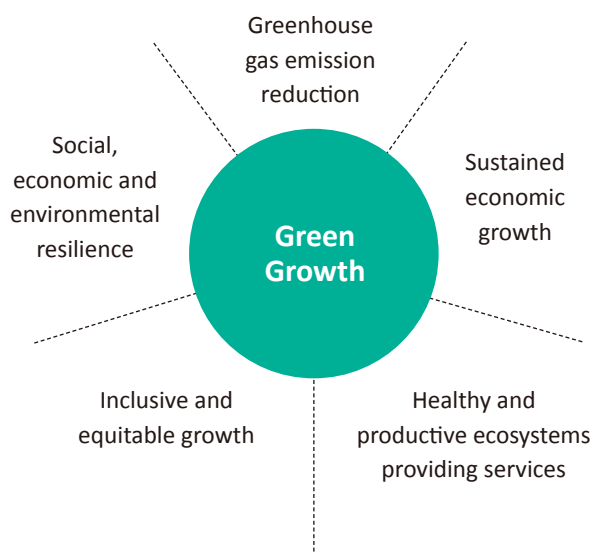 Greenhouse
gas emission
reduction
Social,
economic and
environmental
resilience
Sustained
economic
growth
Green
Growth
Inclusive and
equitable growth
Healthy and
productive ecosystems
providing services